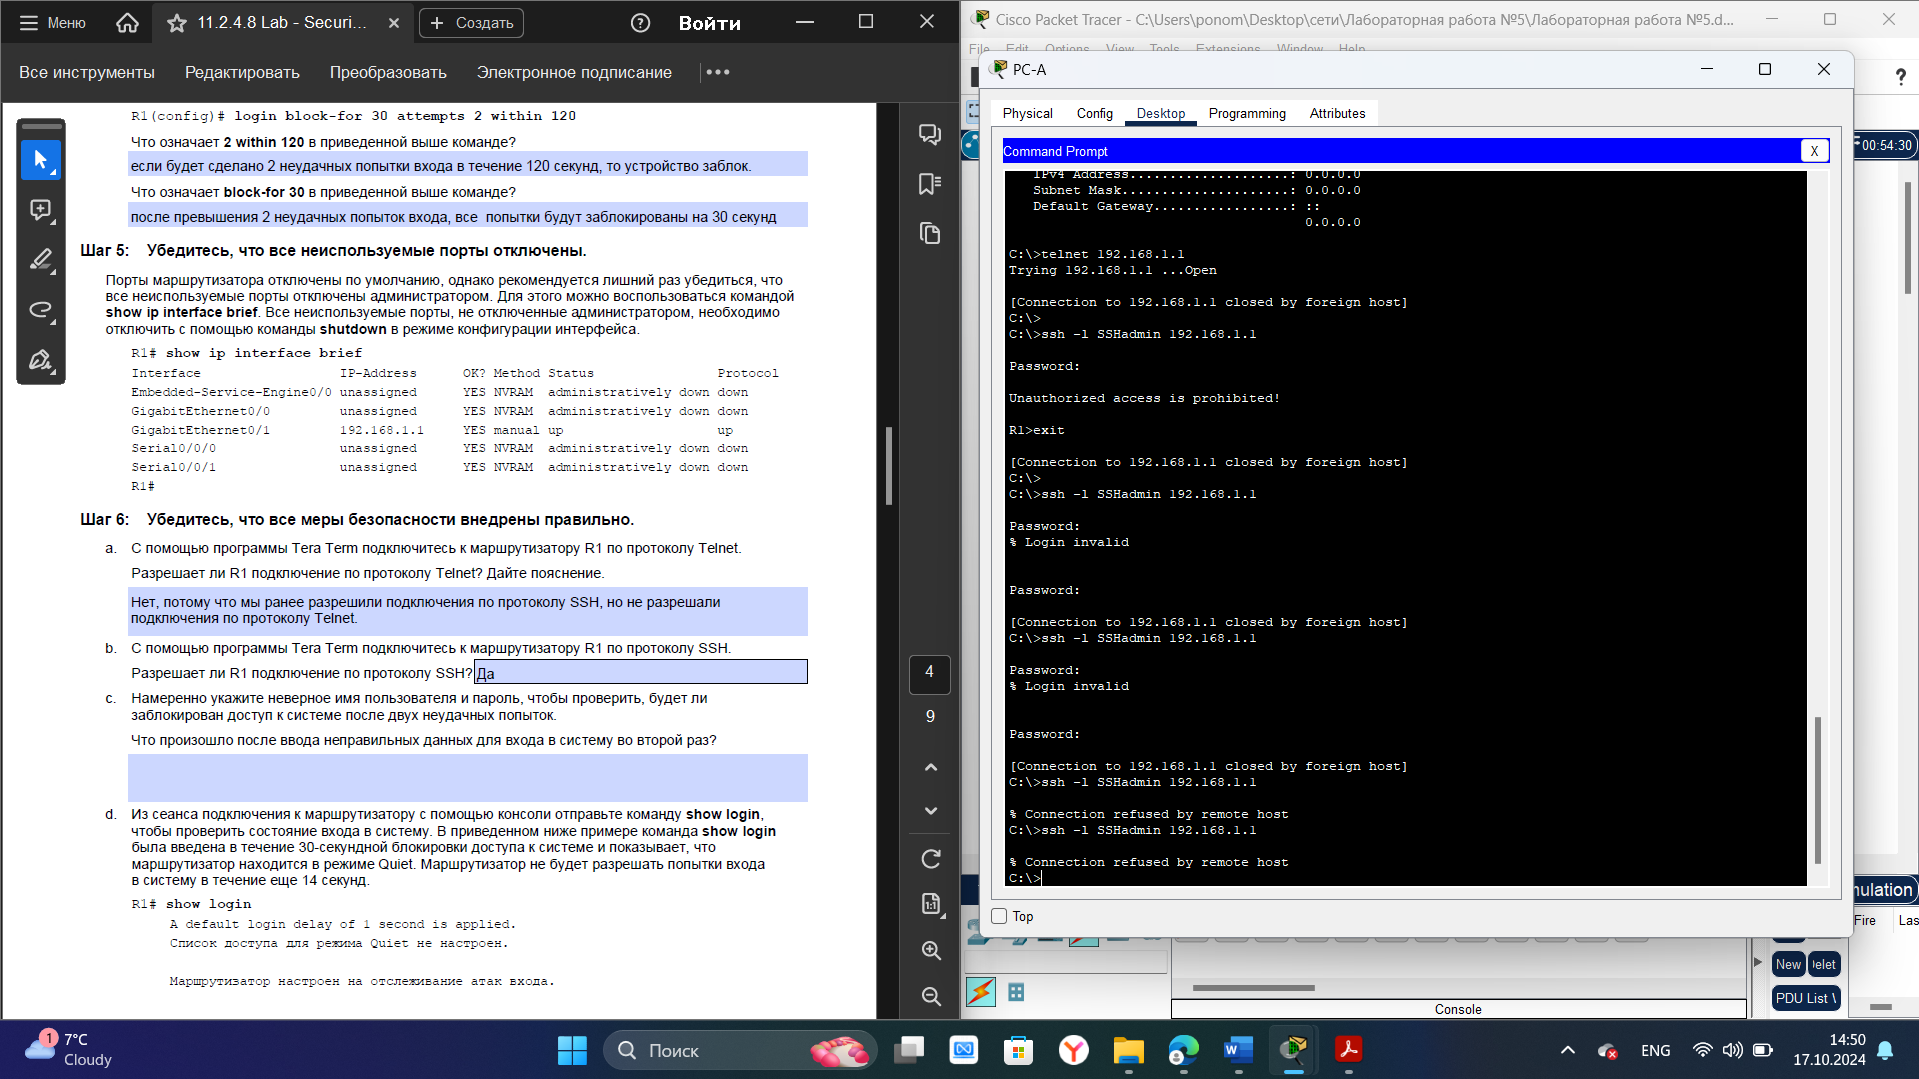 Меню
11.2.4.8 Lab - Securi...
Создать
Войти
Все инструменты
Редактировать
Преобразовать
Электронное подписание
R1(config)# login block-for 30 attempts 2 within 120
Что означает 2 within 120 в приведенной выше команде?
если будет сделано 2 неудачных попытки входа в течение 120 секунд, то устройство заблок.
Что означает block-for 30 в приведенной выше команде?
после превышения 2 неудачных попыток входа, все попытки будут заблокированы на 30 секунд
Шаг 5: Убедитесь, что все неиспользуемые порты отключены.
Порты маршрутизатора отключены по умолчанию, однако рекомендуется лишний раз убедиться, что
все неиспользуемые порты отключены администратором. Для этого можно воспользоваться командой
show ip interface brief. Все неиспользуемые порты, не отключенные администратором, необходимо
отключить с помощью команды shutdown в режиме конфигурации интерфейса.
R1# show ip interface brief
Interface IP-Address OK? Method Status Protocol
Embedded-Service-Engine0/0 unassigned YES NVRAM administratively down down
GigabitEthernet0/0 unassigned YES NVRAM administratively down down
GigabitEthernet0/1 192.168.1.1 YES manual up up
Serial0/0/0 unassigned YES NVRAM administratively down down
Serial0/0/1 unassigned YES NVRAM administratively down down
R1#
Шаг 6: Убедитесь, что все меры безопасности внедрены правильно.
a. С помощью программы Tera Term подключитесь к маршрутизатору R1 по протоколу Telnet.
Разрешает ли R1 подключение по протоколу Telnet? Дайте пояснение.
Нет, потому что мы ранее разрешили подключения по протоколу SSH, но не разрешали
подключения по протоколу Telnet.
b. С помощью программы Tera Term подключитесь к маршрутизатору R1 по протоколу SSH.
Разрешает ли R1 подключение по протоколу SSH? Да
c. Намеренно укажите неверное имя пользователя и пароль, чтобы проверить, будет ли
заблокирован доступ к системе после двух неудачных попыток.
Что произошло после ввода неправильных данных для входа в систему во второй раз?
d. Из сеанса подключения к маршрутизатору с помощью консоли отправьте команду show login,
чтобы проверить состояние входа в систему. В приведенном ниже примере команда show login
была введена в течение 30-секундной блокировки доступа к системе и показывает, что
маршрутизатор находится в режиме Quiet. Маршрутизатор не будет разрешать попытки входа
в систему в течение еще 14 секунд.
R1# show login
A default login delay of 1 second is applied.
Список доступа для режима Quiet не настроен.
Маршрутизатор настроен на отслеживание атак входа.
4
9
1:1
Cisco Packet Tracer - C:\Users\ponom\Desktop\сети\Лабораторная работа №5\Лабораторная работа №5.d...
File Edit Options View Tools Extensions Window Help
?
00:54:30
PC-A
Physical
Config
Desktop
Programming
Attributes
Command Prompt
X
IPv4 Address....................: 0.0.0.0
Subnet Mask.....................: 0.0.0.0
Default Gateway.................: ::
0.0.0.0
C:\>telnet 192.168.1.1
Trying 192.168.1.1 ...Open
[Connection to 192.168.1.1 closed by foreign host]
C:\>
C:\>ssh -l SSHadmin 192.168.1.1
Password:
Unauthorized access is prohibited!
R1>exit
[Connection to 192.168.1.1 closed by foreign host]
C:\>
C:\>ssh -l SSHadmin 192.168.1.1
Password:
% Login invalid
Password:
[Connection to 192.168.1.1 closed by foreign host]
C:\>ssh -l SSHadmin 192.168.1.1
Password:
% Login invalid
Password:
[Connection to 192.168.1.1 closed by foreign host]
C:\>ssh -l SSHadmin 192.168.1.1
% Connection refused by remote host
C:\>ssh -l SSHadmin 192.168.1.1
% Connection refused by remote host
C:\>
Top
mulation
Fire
Las
New
PDU List
Console
1
7°C
Cloudy
Поиск
ENG
14:50
17.10.2024